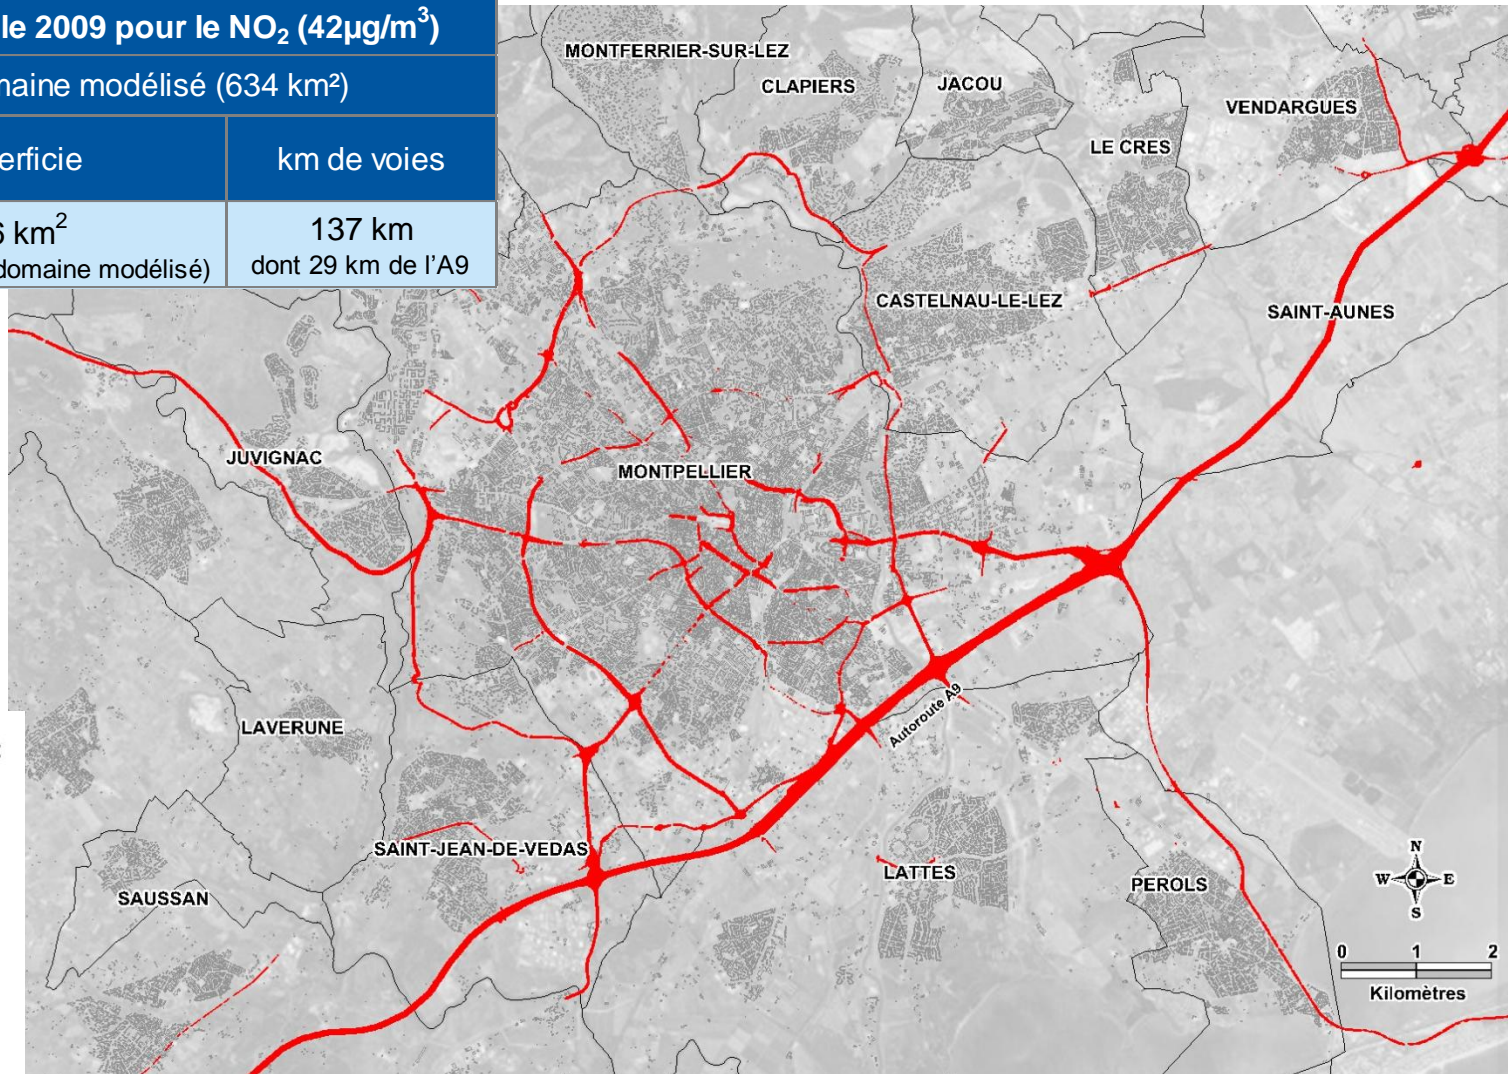 le 2009 pour le NO₂ (42µg/m³)
maine modélisé (634 km²)
erficie
km de voies
km²
domaine modélisé)
137 km
dont 29 km de l'A9
MONTFERRIER-SUR-LEZ
CLAPIERS
JACOU
VENDARGUES
LE CRES
CASTELNAU-LE-LEZ
SAINT-AUNES
JUVIGNAC
MONTPELLIER
Autoroute A9
LAVERUNE
SAINT-JEAN-DE-VEDAS
LATTES
PEROLS
SAUSSAN
N
W E
S
0 1 2
Kilomètres